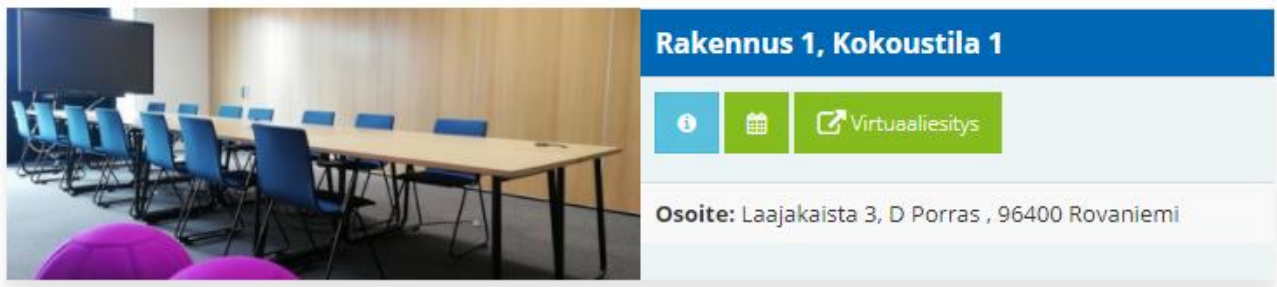 Rakennus 1, Kokoustila 1
Virtuaaliesitys
Osoite: Laajakaista 3, D Porras , 96400 Rovaniemi